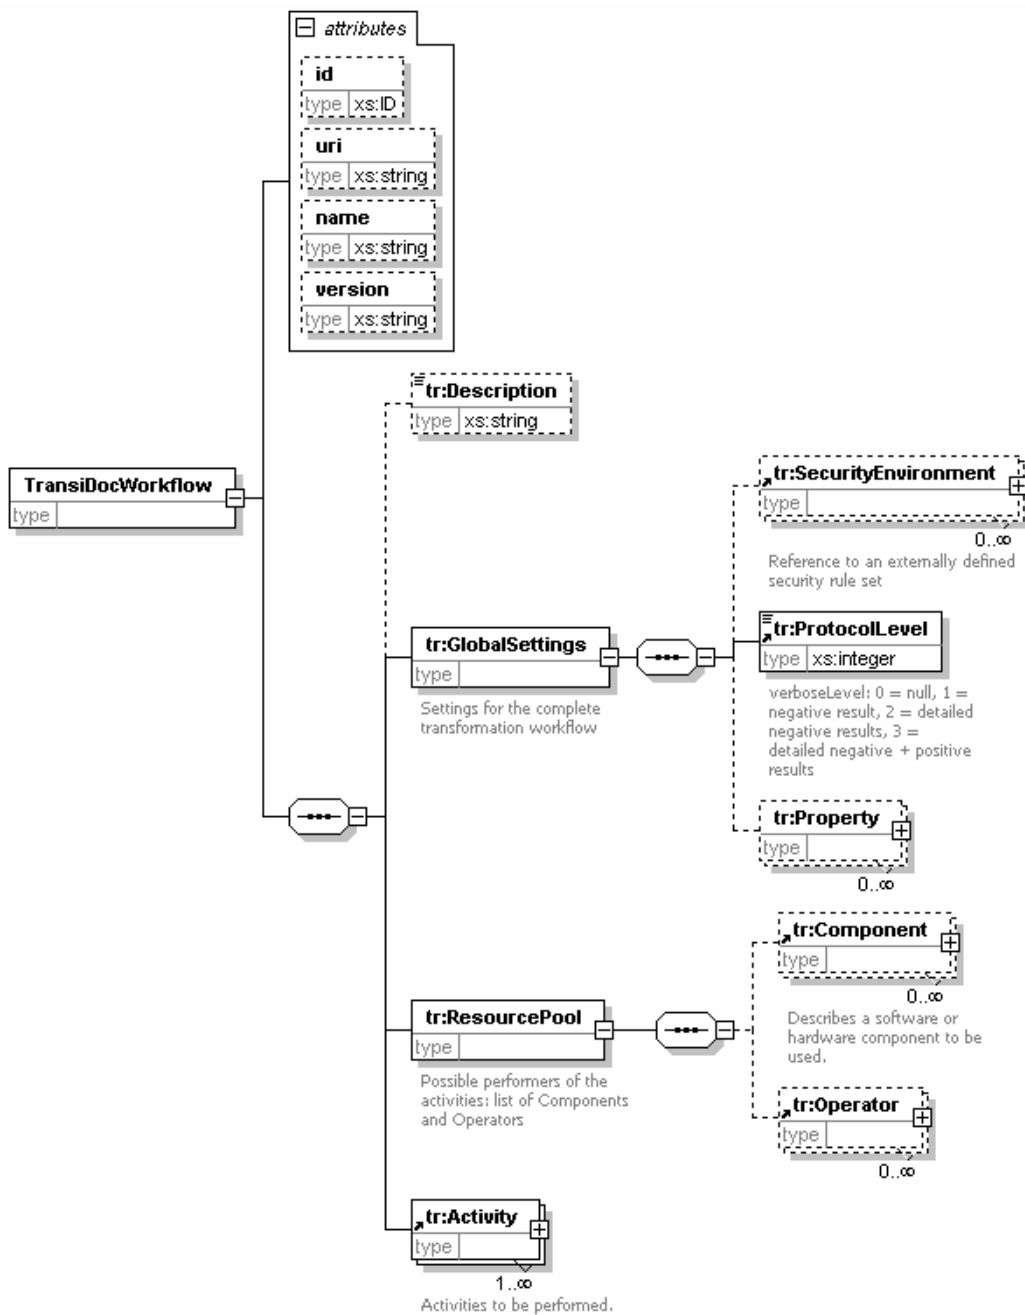 attributes
id
type xs:ID
uri
type xs:string
name
type xs:string
version
type xs:string
tr:Description
type xs:string
TransiDocWorkflow
type
tr:SecurityEnvironment
type
0..∞
Reference to an externally defined
security rule set
tr:GlobalSettings
type
Settings for the complete
transformation workflow
tr:ProtocolLevel
type xs:integer
verboseLevel: 0 = null, 1 =
negative result, 2 = detailed
negative results, 3 =
detailed negative + positive
results
tr:Property
type
0..∞
tr:Component
type
0..∞
Describes a software or
hardware component to be
used.
tr:ResourcePool
type
Possible performers of the
activities: list of Components
and Operators
tr:Operator
type
0..∞
tr:Activity
type
1..∞
Activities to be performed.